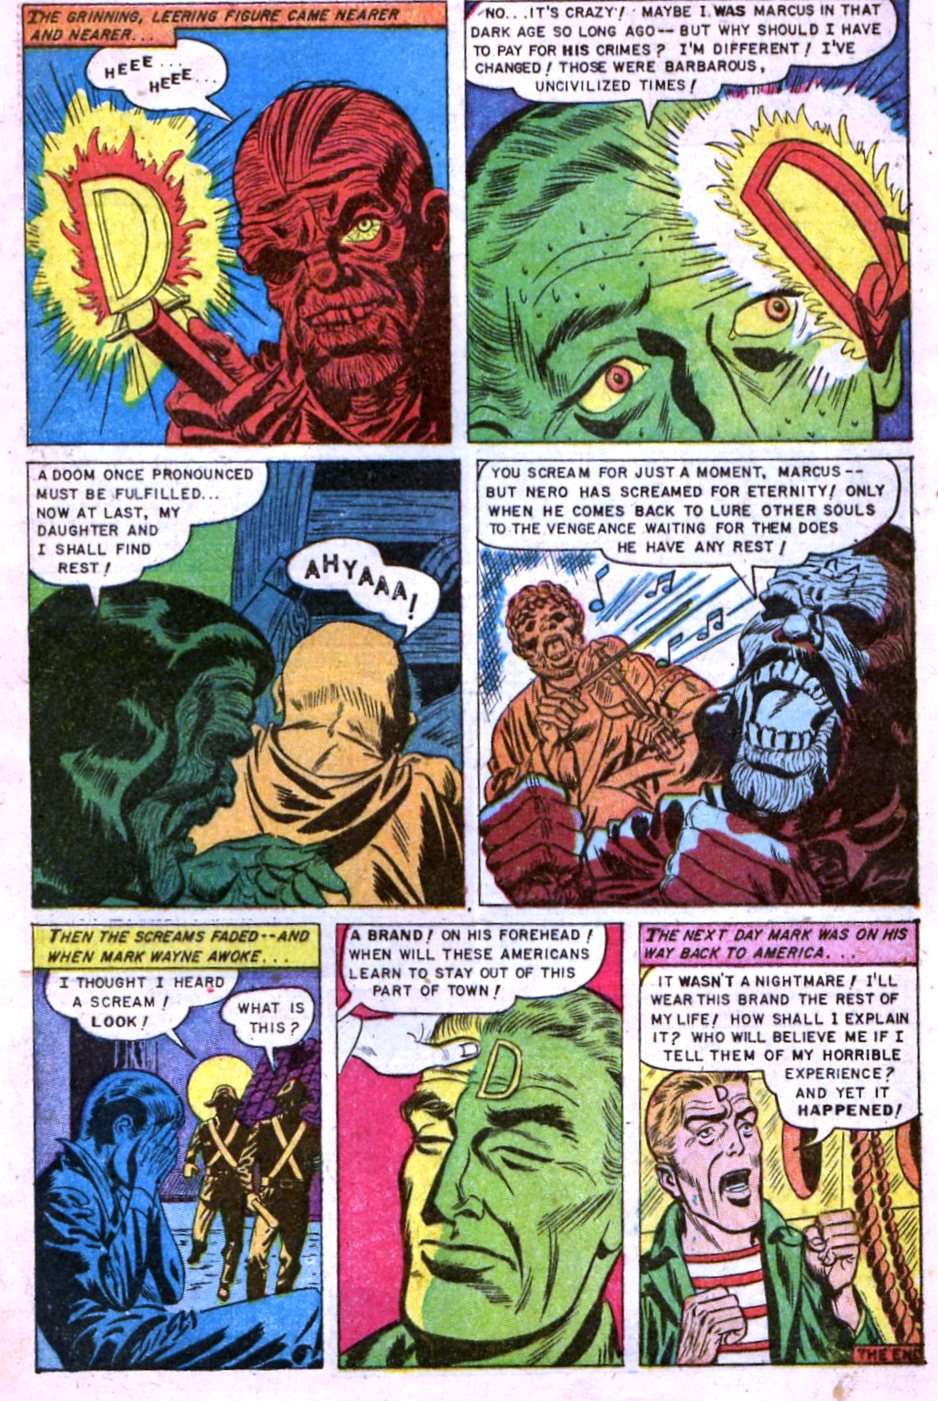 THE GRINNING, LEERING FIGURE CAME NEARER
AND NEARER...
HEEE...
HEEE...
D
NO...IT'S CRAZY! MAYBE I WAS MARCUS IN THAT
DARK AGE SO LONG AGO--BUT WHY SHOULD I HAVE
TO PAY FOR HIS CRIMES? I'M DIFFERENT! I'VE
CHANGED! THOSE WERE BARBAROUS,
UNCIVILIZED TIMES!
D
A DOOM ONCE PRONOUNCED
MUST BE FULFILLED...
NOW AT LAST, MY
DAUGHTER AND
I SHALL FIND
REST!
AHYAAA!
YOU SCREAM FOR JUST A MOMENT, MARCUS--
BUT NERO HAS SCREAMED FOR ETERNITY! ONLY
WHEN HE COMES BACK TO LURE OTHER SOULS
TO THE VENGEANCE WAITING FOR THEM DOES
HE HAVE ANY REST!
THEN THE SCREAMS FADED--AND
WHEN MARK WAYNE AWOKE...
I THOUGHT I HEARD
A SCREAM!
LOOK!
WHAT IS
THIS?
A BRAND! ON HIS FOREHEAD!
WHEN WILL THESE AMERICANS
LEARN TO STAY OUT OF THIS
PART OF TOWN!
D
THE NEXT DAY MARK WAS ON HIS
WAY BACK TO AMERICA....
IT WASN'T A NIGHTMARE! I'LL
WEAR THIS BRAND THE REST OF
MY LIFE! HOW SHALL I EXPLAIN
IT? WHO WILL BELIEVE ME IF I
TELL THEM OF MY HORRIBLE
EXPERIENCE?
AND YET IT
HAPPENED!
D
THE END